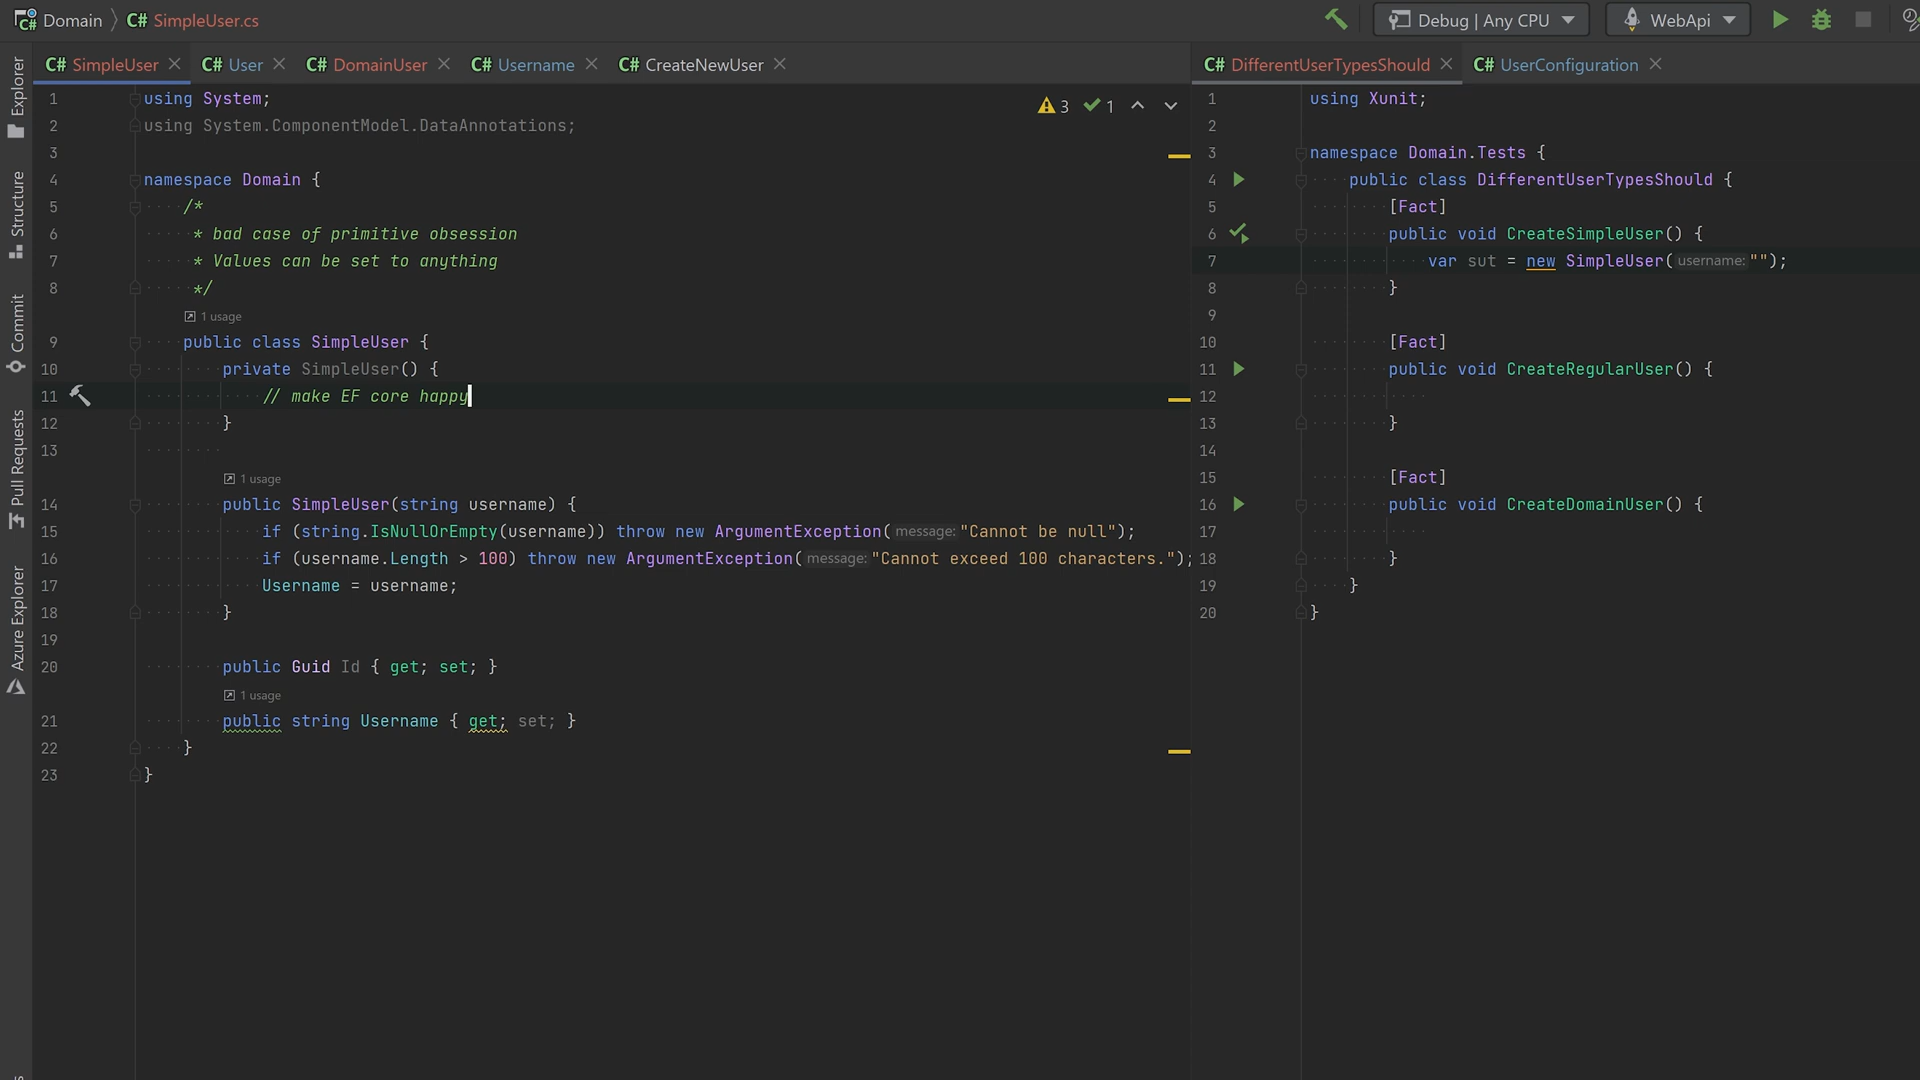 Domain
C# SimpleUser.cs
Debug | Any CPU
WebApi
C# SimpleUser
C# User
C# DomainUser
C# Username
C# CreateNewUser
C# DifferentUserTypesShould
C# UserConfiguration
Explorer
Structure
Commit
Pull Requests
Azure Explorer
3
1
1 using System;
2 using System.ComponentModel.DataAnnotations;
3
4 namespace Domain {
5 /*
6 * bad case of primitive obsession
7 * Values can be set to anything
8 */
1 usage
9 public class SimpleUser {
10 private SimpleUser() {
11 // make EF core happy
12 }
13
1 usage
14 public SimpleUser(string username) {
15 if (string.IsNullOrEmpty(username)) throw new ArgumentException( message: "Cannot be null");
16 if (username.Length > 100) throw new ArgumentException( message: "Cannot exceed 100 characters.");
17 Username = username;
18 }
19
20 public Guid Id { get; set; }
1 usage
21 public string Username { get; set; }
22 }
23 }
1 using Xunit;
2
3 namespace Domain.Tests {
4 public class DifferentUserTypesShould {
5 [Fact]
6 public void CreateSimpleUser() {
7 var sut = new SimpleUser( username: "");
8 }
9
10 [Fact]
11 public void CreateRegularUser() {
12
13 }
14
15 [Fact]
16 public void CreateDomainUser() {
17
18 }
19 }
20 }